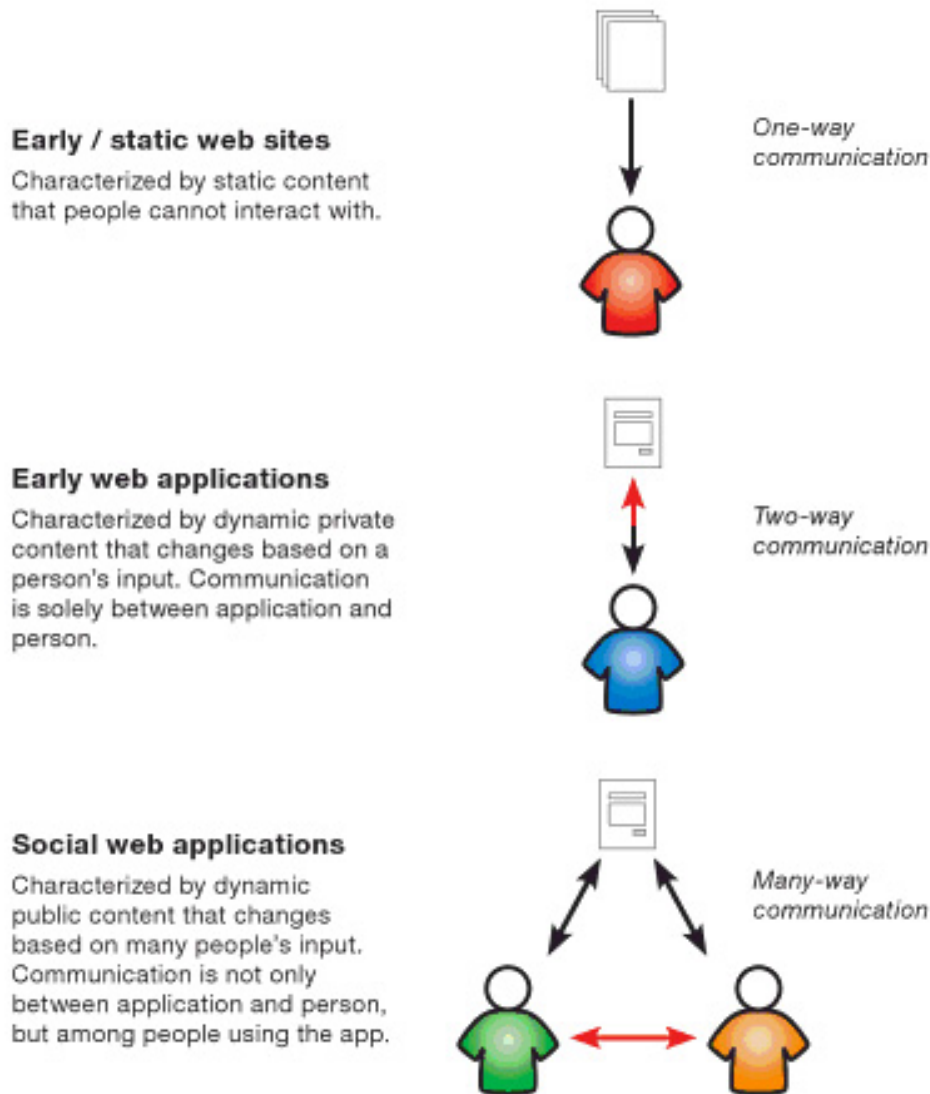 Early / static web sites
Characterized by static content
that people cannot interact with.
One-way
communication
Early web applications
Characterized by dynamic private
content that changes based on a
person's input. Communication
is solely between application and
person.
Two-way
communication
Social web applications
Characterized by dynamic
public content that changes
based on many people's input.
Communication is not only
between application and person,
but among people using the app.
Many-way
communication